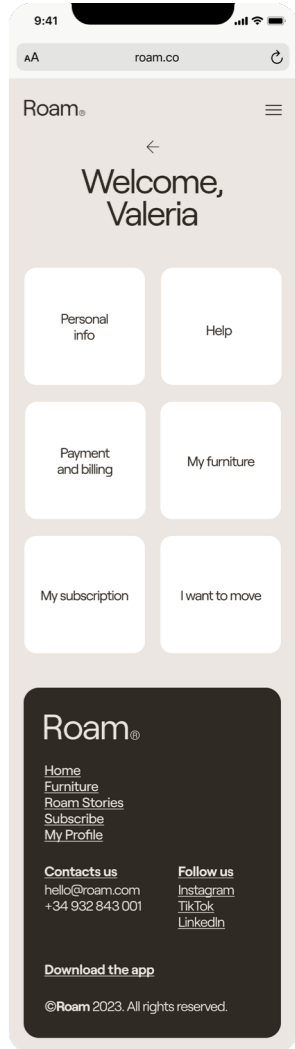 9:41
AA
roam.co
Roam®
Welcome,
Valeria
Personal
info
Help
Payment
and billing
My furniture
My subscription
I want to move
Roam®
Home
Furniture
Roam Stories
Subscribe
My Profile
Contacts us
hello@roam.com
+34 932 843 001
Follow us
Instagram
TikTok
LinkedIn
Download the app
©Roam 2023. All rights reserved.